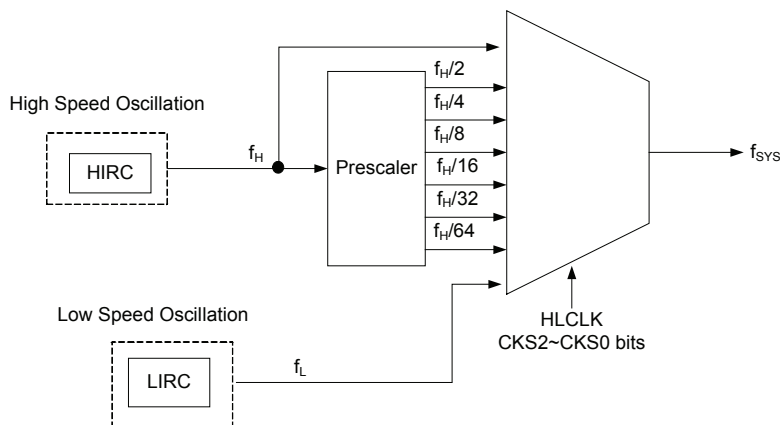 High Speed Oscillation
HIRC
fH
Prescaler
fH/2
fH/4
fH/8
fH/16
fH/32
fH/64
fSYS
HLCLK
CKS2~CKS0 bits
Low Speed Oscillation
LIRC
fL